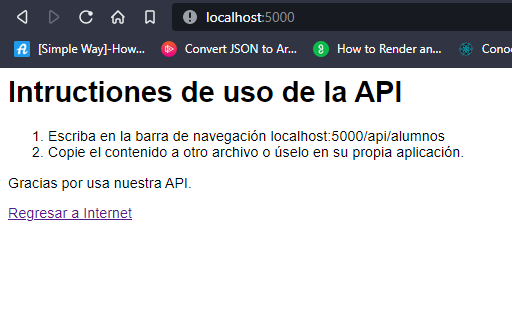 localhost:5000
[Simple Way]-How... Convert JSON to Ar... How to Render an... Cono
Intructiones de uso de la API
1. Escriba en la barra de navegación localhost:5000/api/alumnos
2. Copie el contenido a otro archivo o úselo en su propia aplicación.
Gracias por usa nuestra API.
Regresar a Internet